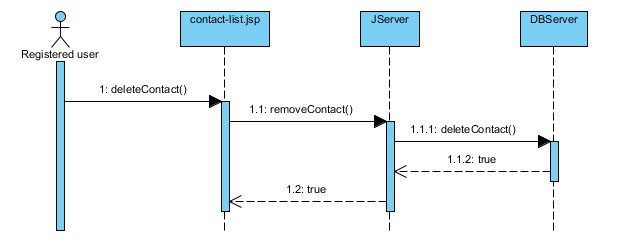 contact-list.jsp
JServer
DBServer
Registered user
1: deleteContact()
1.1: removeContact()
1.1.1: deleteContact()
1.1.2: true
1.2: true